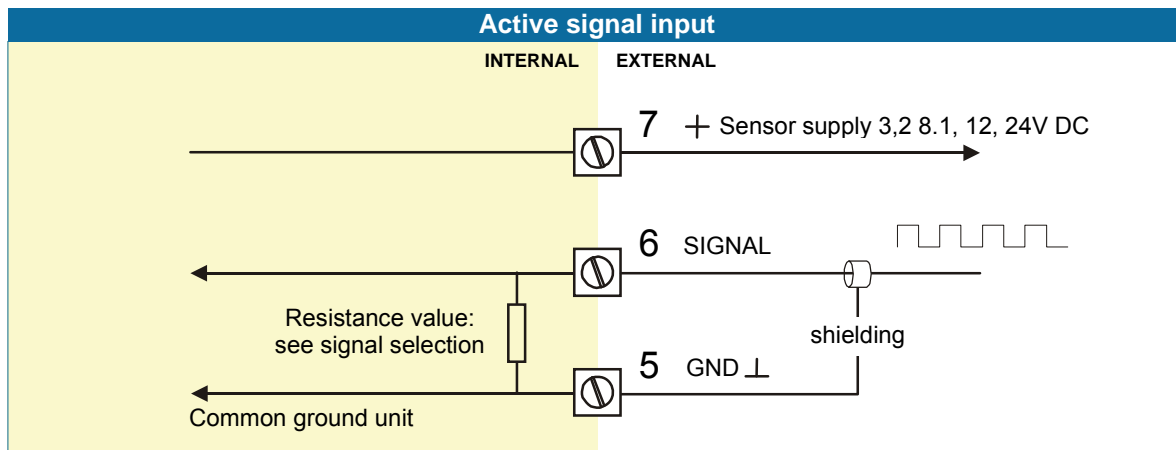 Active signal input
INTERNAL EXTERNAL
7 + Sensor supply 3,2 8.1, 12, 24V DC
6 SIGNAL
Resistance value:
see signal selection
shielding
5 GND ⊥
Common ground unit